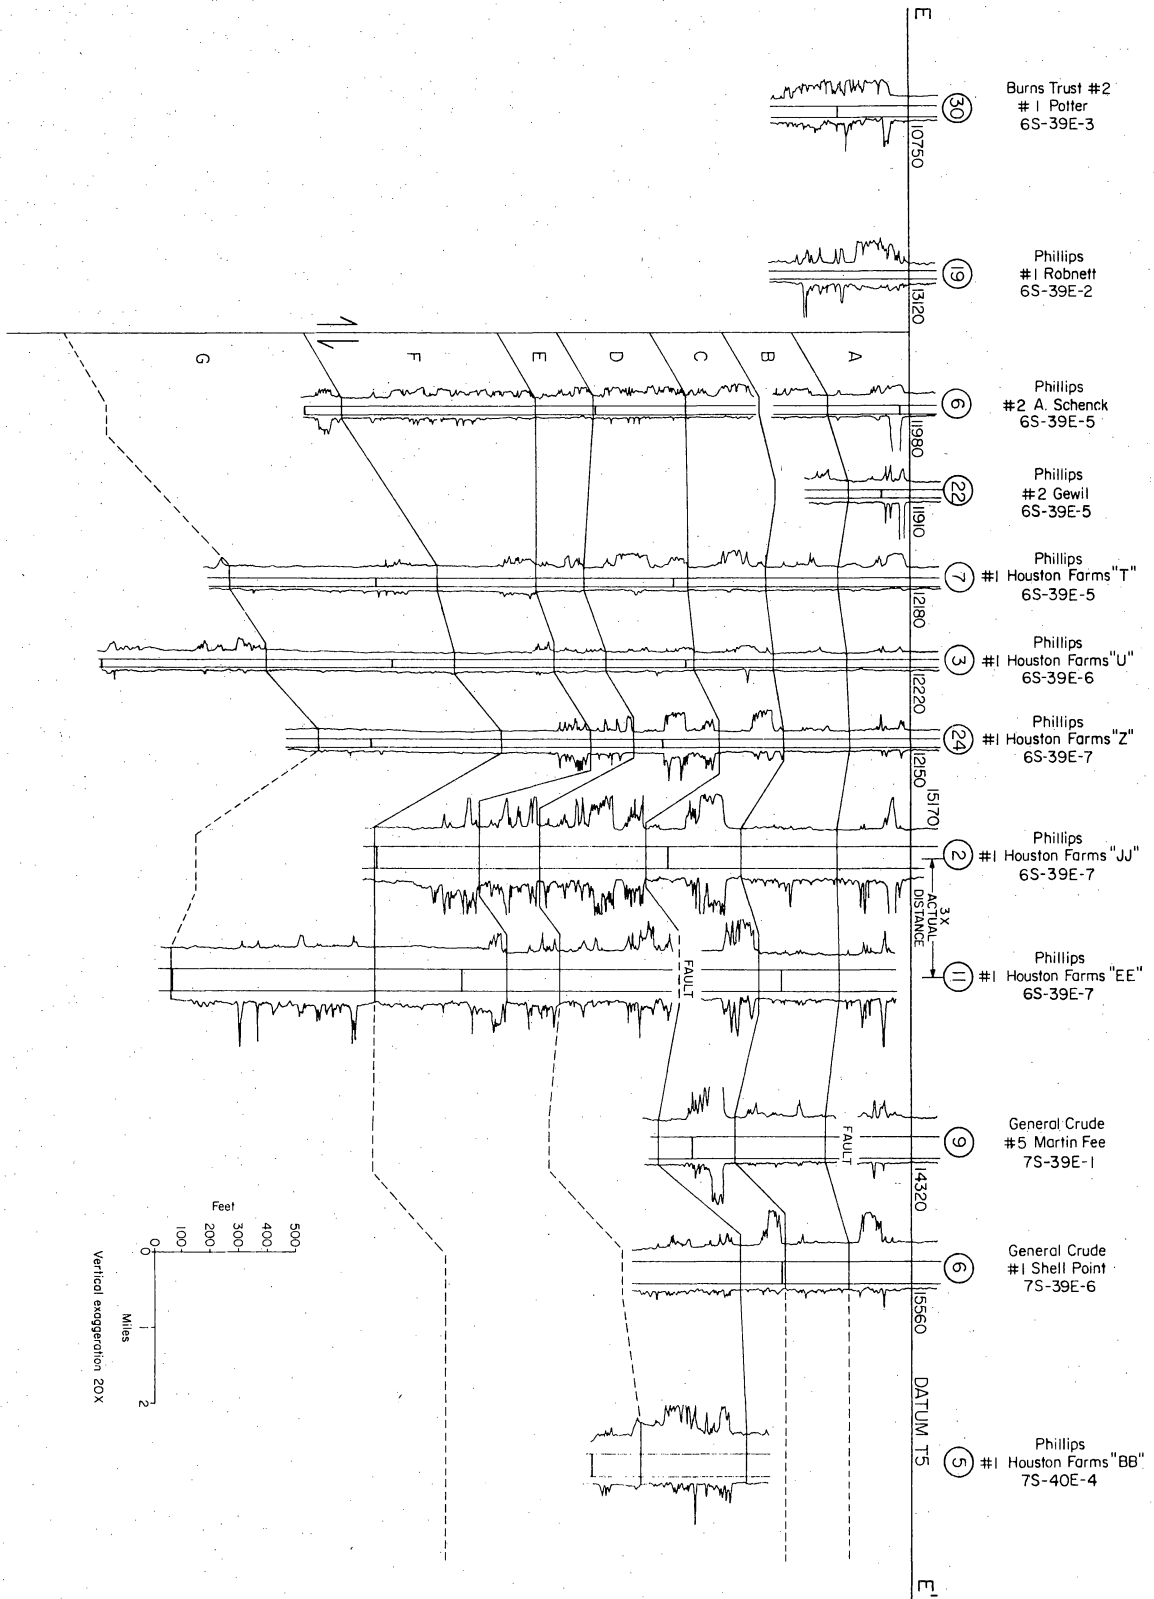 E
Burns Trust #2
#1 Potter
6S-39E-3
30
10750
Phillips
#1 Robnett
6S-39E-2
19
13120
G
F
E
D
C
B
A
Phillips
#2 A. Schenck
6S-39E-5
6
11980
Phillips
#2 Gewil
6S-39E-5
22
11910
Phillips
#1 Houston Farms "T"
6S-39E-5
7
12180
Phillips
#1 Houston Farms "U"
6S-39E-6
3
12220
Phillips
#1 Houston Farms "Z"
6S-39E-7
24
12150
15170
Phillips
#1 Houston Farms "JJ"
6S-39E-7
2
3X
ACTUAL
DISTANCE
Phillips
#1 Houston Farms "EE"
6S-39E-7
11
FAULT
General Crude
#5 Martin Fee
7S-39E-1
9
FAULT
14320
General Crude
#1 Shell Point
7S-39E-6
6
15560
DATUM T5
Phillips
#1 Houston Farms "BB"
7S-40E-4
5
Feet
0 100 200 300 400 500
0 1 2
Miles
Vertical exaggeration 20X
E'